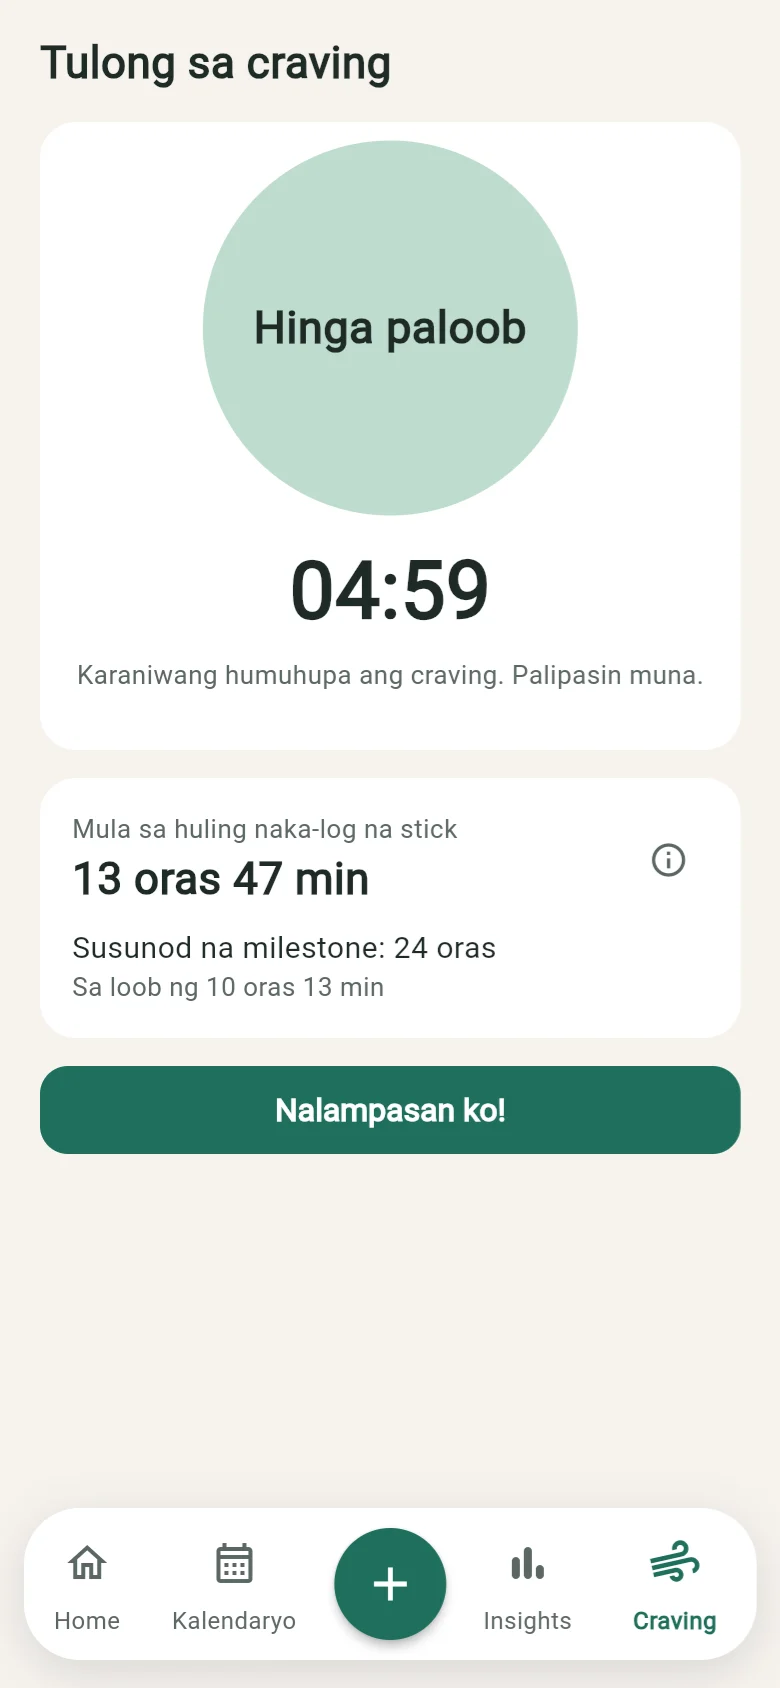 Tulong sa craving
Hinga paloob
04:59
Karaniwang humuhupa ang craving. Palipasin muna.
Mula sa huling naka-log na stick
13 oras 47 min
Susunod na milestone: 24 oras
Sa loob ng 10 oras 13 min
Nalampasan ko!
Home
Kalendaryo
Insights
Craving